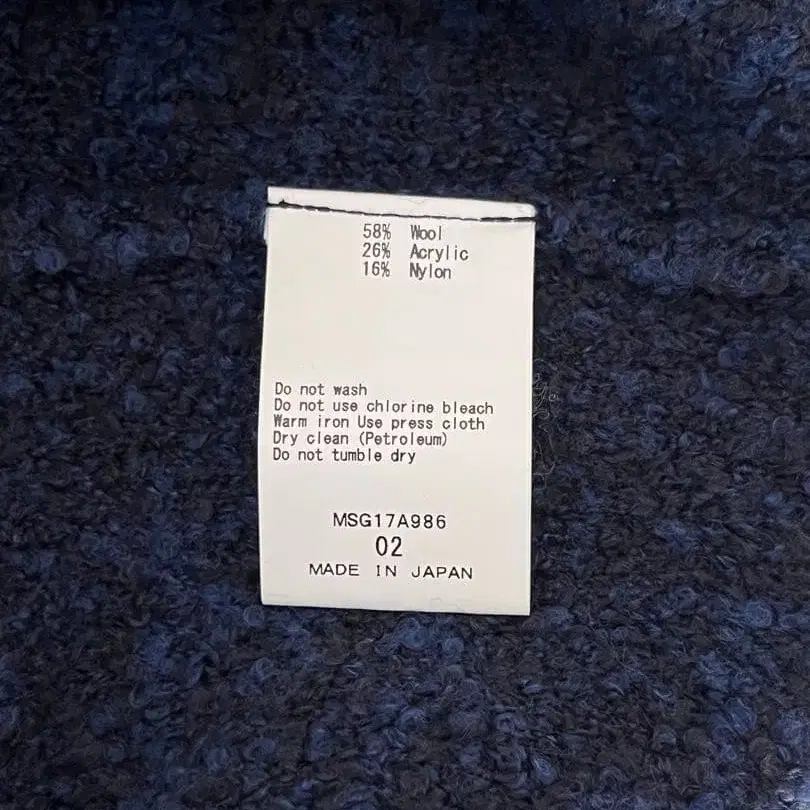 58% Wool
26% Acrylic
16% Nylon
Do not wash
Do not use chlorine bleach
Warm iron Use press cloth
Dry clean (Petroleum)
Do not tumble dry
MSG17A986
02
MADE IN JAPAN